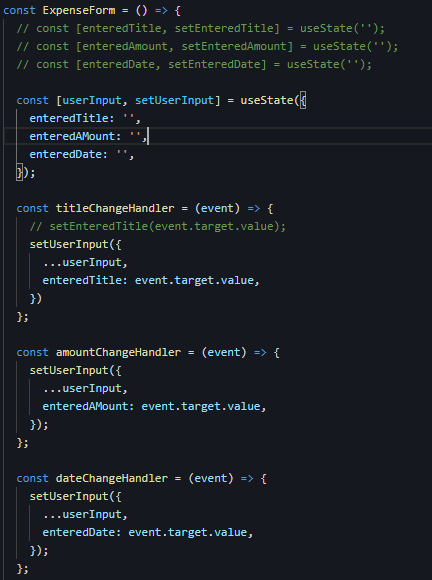 const ExpenseForm = () => {
  // const [enteredTitle, setEnteredTitle] = useState('');
  // const [enteredAmount, setEnteredAmount] = useState('');
  // const [enteredDate, setEnteredDate] = useState('');

  const [userInput, setUserInput] = useState({
    enteredTitle: '',
    enteredAMount: '',
    enteredDate: '',
  });

  const titleChangeHandler = (event) => {
    // setEnteredTitle(event.target.value);
    setUserInput({
      ...userInput,
      enteredTitle: event.target.value,
    })
  };

  const amountChangeHandler = (event) => {
    setUserInput({
      ...userInput,
      enteredAMount: event.target.value,
    });
  };

  const dateChangeHandler = (event) => {
    setUserInput({
      ...userInput,
      enteredDate: event.target.value,
    });
  };